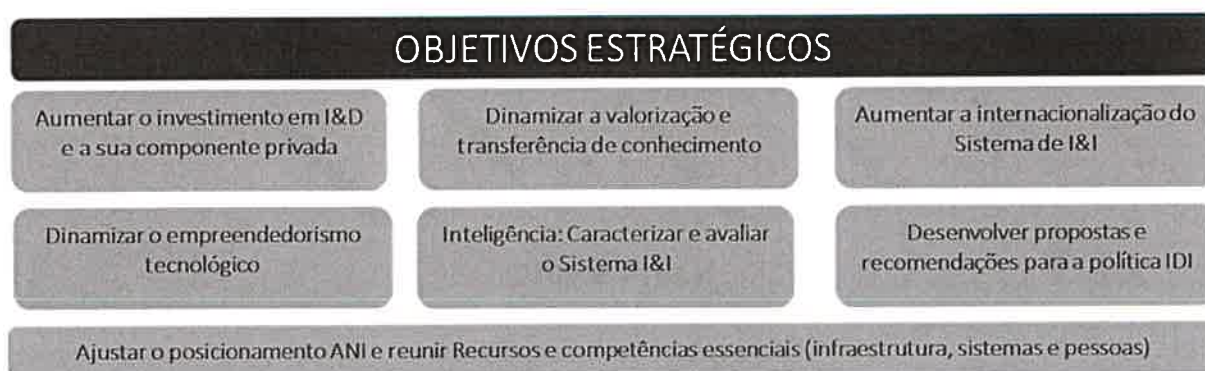 OBJETIVOS ESTRATÉGICOS
Aumentar o investimento em I&D
e a sua componente privada
Dinamizar a valorização e
transferência de conhecimento
Aumentar a internacionalização do
Sistema de I&I
Dinamizar o empreendedorismo
tecnológico
Inteligência: Caracterizar e avaliar
o Sistema I&I
Desenvolver propostas e
recomendações para a política IDI
Ajustar o posicionamento ANI e reunir Recursos e competências essenciais (infraestrutura, sistemas e pessoas)